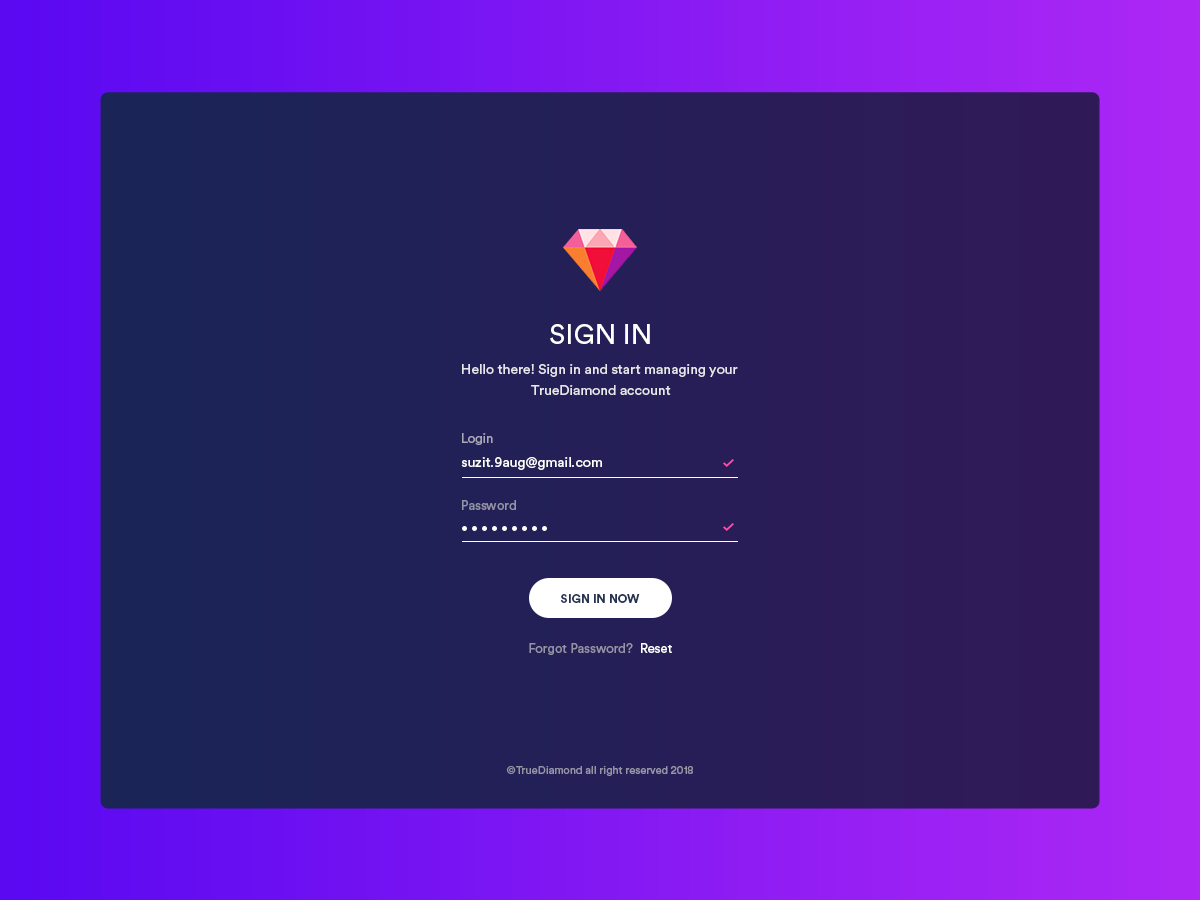 SIGN IN
Hello there! Sign in and start managing your
TrueDiamond account
Login
suzit.9aug@gmail.com
Password
•••••••••
SIGN IN NOW
Forgot Password? Reset
©TrueDiamond all right reserved 2018